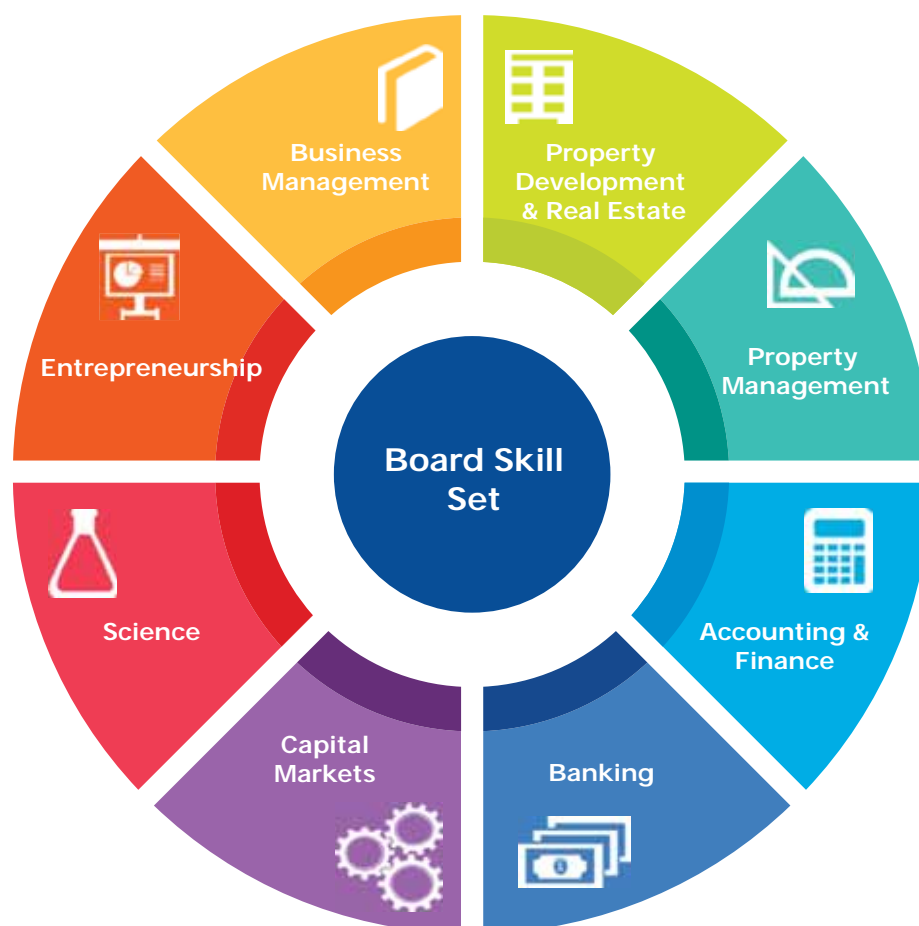 Business
Management
Property
Development
& Real Estate
Entrepreneurship
Property
Management
Board Skill
Set
Science
Accounting &
Finance
Capital
Markets
Banking